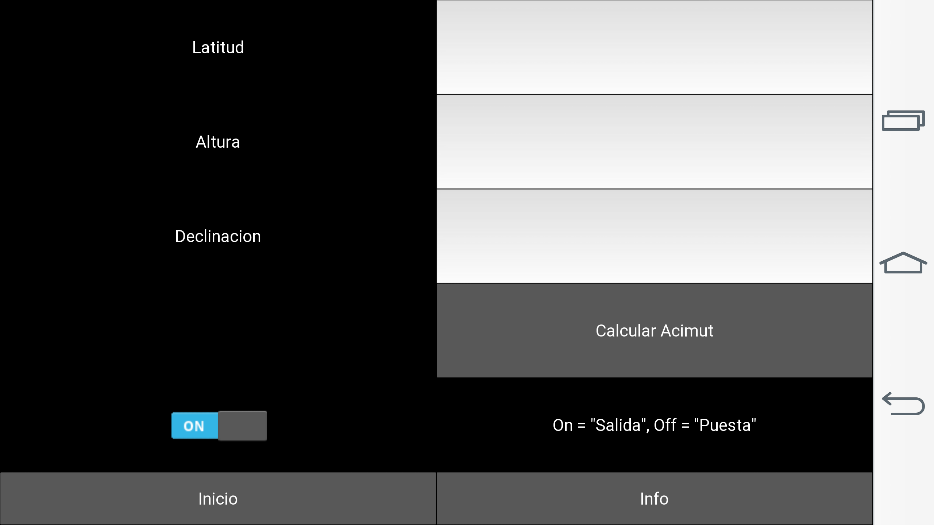 Latitud
Altura
Declinacion
Calcular Acimut
ON
On = "Salida", Off = "Puesta"
Inicio
Info